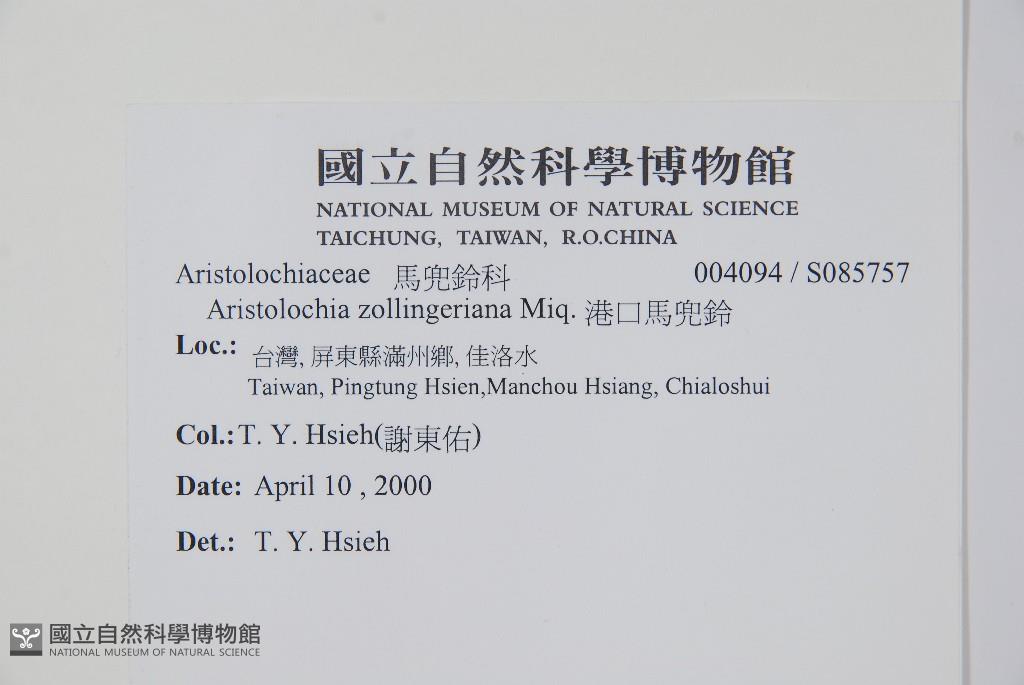 國立自然科學博物館
NATIONAL MUSEUM OF NATURAL SCIENCE
TAICHUNG, TAIWAN, R.O.CHINA
Aristolochiaceae 馬兜鈴科 004094 / S085757
Aristolochia zollingeriana Miq. 港口馬兜鈴
Loc.: 台灣, 屏東縣滿州鄉, 佳洛水
Taiwan, Pingtung Hsien,Manchou Hsiang, Chialoshui
Col.: T. Y. Hsieh(謝東佑)
Date: April 10 , 2000
Det.: T. Y. Hsieh
國立自然科學博物館
NATIONAL MUSEUM OF NATURAL SCIENCE